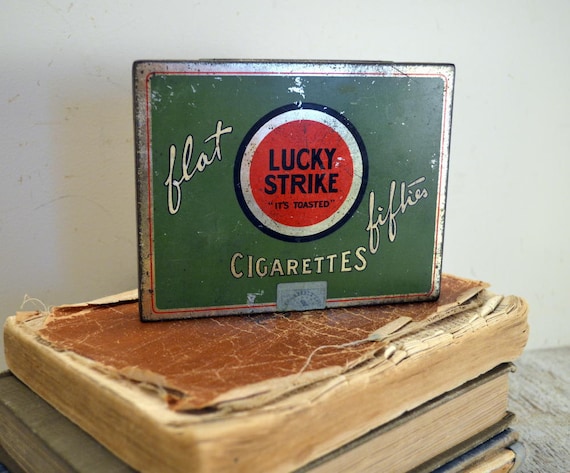 flat
LUCKY
STRIKE
"IT'S TOASTED"
fifties
CIGARETTES